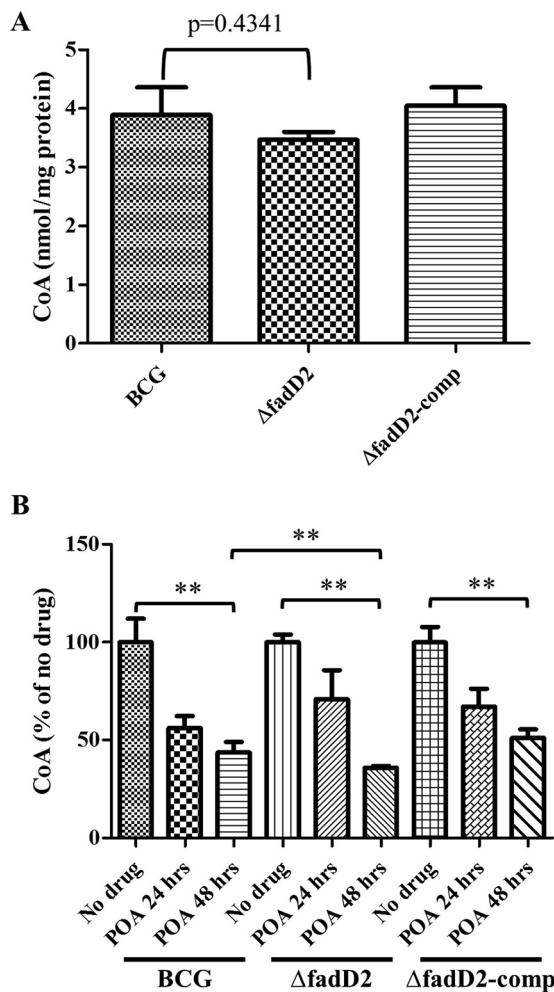 A
p=0.4341
CoA (nmol/mg protein)
5
4
3
2
1
0
BCG
ΔfadD2
ΔfadD2-comp
B
CoA (% of no drug)
150
100
50
0
**
**
**
**
No drug
POA 24 hrs
POA 48 hrs
No drug
POA 24 hrs
POA 48 hrs
No drug
POA 24 hrs
POA 48 hrs
BCG
ΔfadD2
ΔfadD2-comp